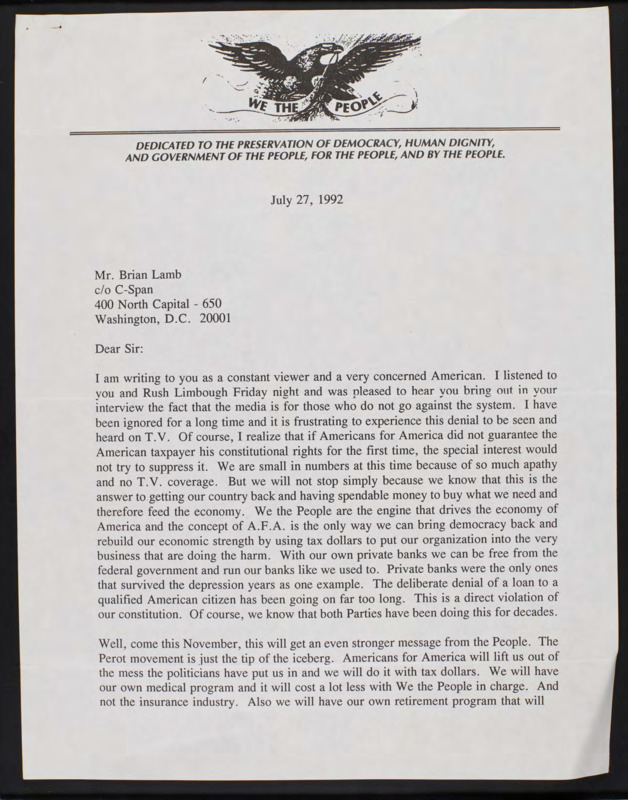 WE THE PEOPLE
DEDICATED TO THE PRESERVATION OF DEMOCRACY, HUMAN DIGNITY,
AND GOVERNMENT OF THE PEOPLE, FOR THE PEOPLE, AND BY THE PEOPLE.
July 27, 1992
Mr. Brian Lamb
c/o C-Span
400 North Capital - 650
Washington, D.C. 20001
Dear Sir:
I am writing to you as a constant viewer and a very concerned American. I listened to
you and Rush Limbough Friday night and was pleased to hear you bring out in your
interview the fact that the media is for those who do not go against the system. I have
been ignored for a long time and it is frustrating to experience this denial to be seen and
heard on T.V. Of course, I realize that if Americans for America did not guarantee the
American taxpayer his constitutional rights for the first time, the special interest would
not try to suppress it. We are small in numbers at this time because of so much apathy
and no T.V. coverage. But we will not stop simply because we know that this is the
answer to getting our country back and having spendable money to buy what we need and
therefore feed the economy. We the People are the engine that drives the economy of
America and the concept of A.F.A. is the only way we can bring democracy back and
rebuild our economic strength by using tax dollars to put our organization into the very
business that are doing the harm. With our own private banks we can be free from the
federal government and run our banks like we used to. Private banks were the only ones
that survived the depression years as one example. The deliberate denial of a loan to a
qualified American citizen has been going on far too long. This is a direct violation of
our constitution. Of course, we know that both Parties have been doing this for decades.
Well, come this November, this will get an even stronger message from the People. The
Perot movement is just the tip of the iceberg. Americans for America will lift us out of
the mess the politicians have put us in and we will do it with tax dollars. We will have
our own medical program and it will cost a lot less with We the People in charge. And
not the insurance industry. Also we will have our own retirement program that will